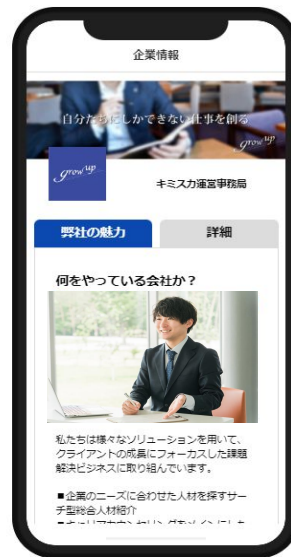 企業情報
自分たちにしかできない仕事を創る
grow up
grow up
キミスカ運営事務局
弊社の魅力
詳細
何をやっている会社か?
私たちは様々なソリューションを用いて、
クライアントの成長にフォーカスした課題
解決ビジネスに取り組んでいます。
■企業のニーズに合わせた人材を探すサー
チ型総合人材紹介